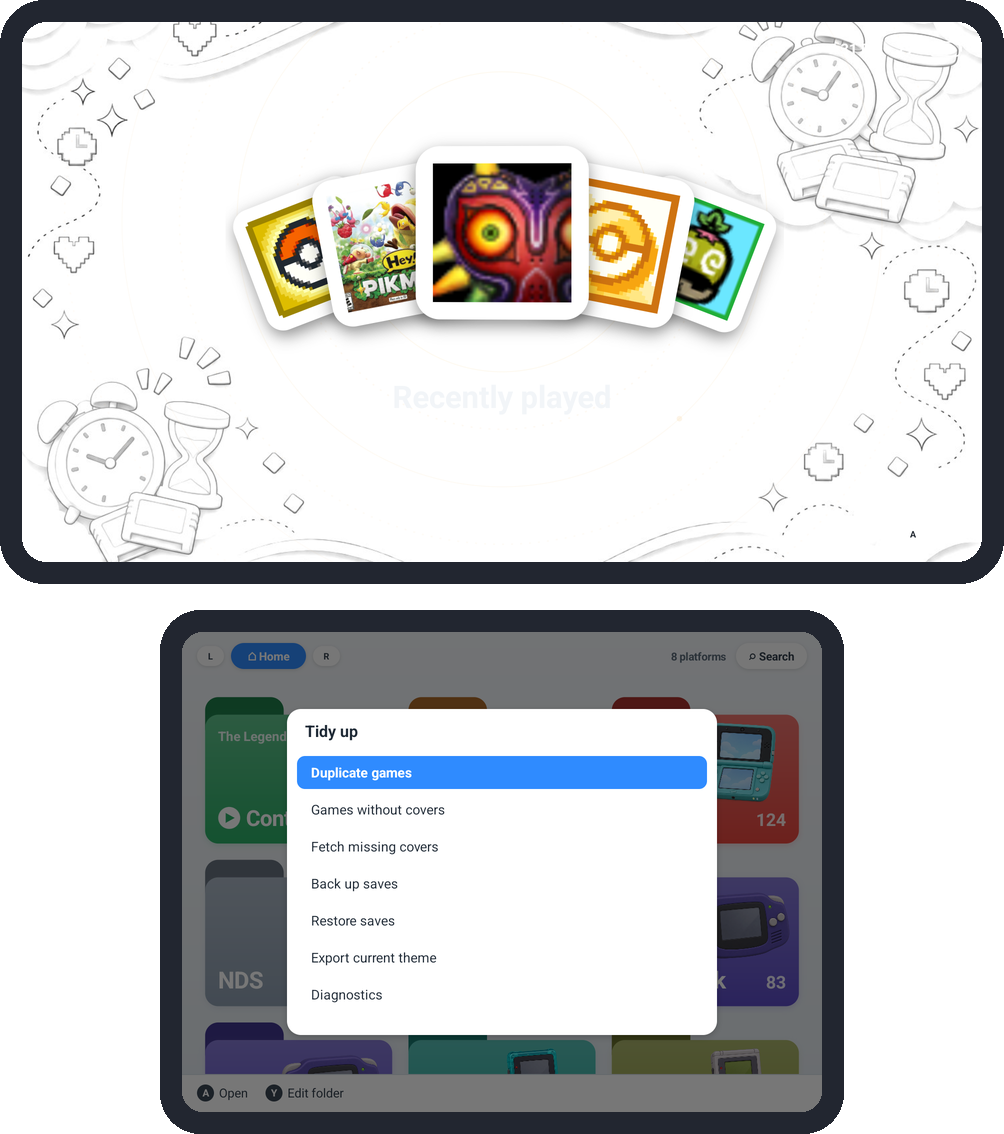 Hey!
PIKM
Recently played
A
L
Home
R
8 platforms
Search
The Legend
Cont
124
NDS
k
83
Tidy up
Duplicate games
Games without covers
Fetch missing covers
Back up saves
Restore saves
Export current theme
Diagnostics
A Open
Y Edit folder